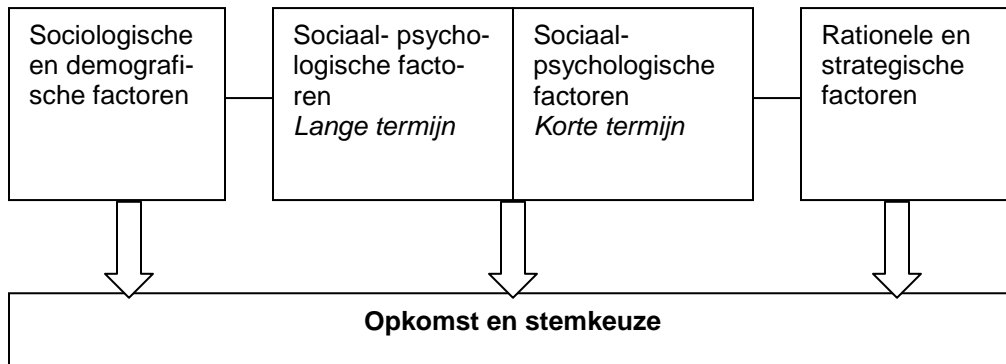 Sociologische
en demografi-
sche factoren
Sociaal- psycho-
logische facto-
ren
Lange termijn
Sociaal-
psychologische
factoren
Korte termijn
Rationele en
strategische
factoren
Opkomst en stemkeuze